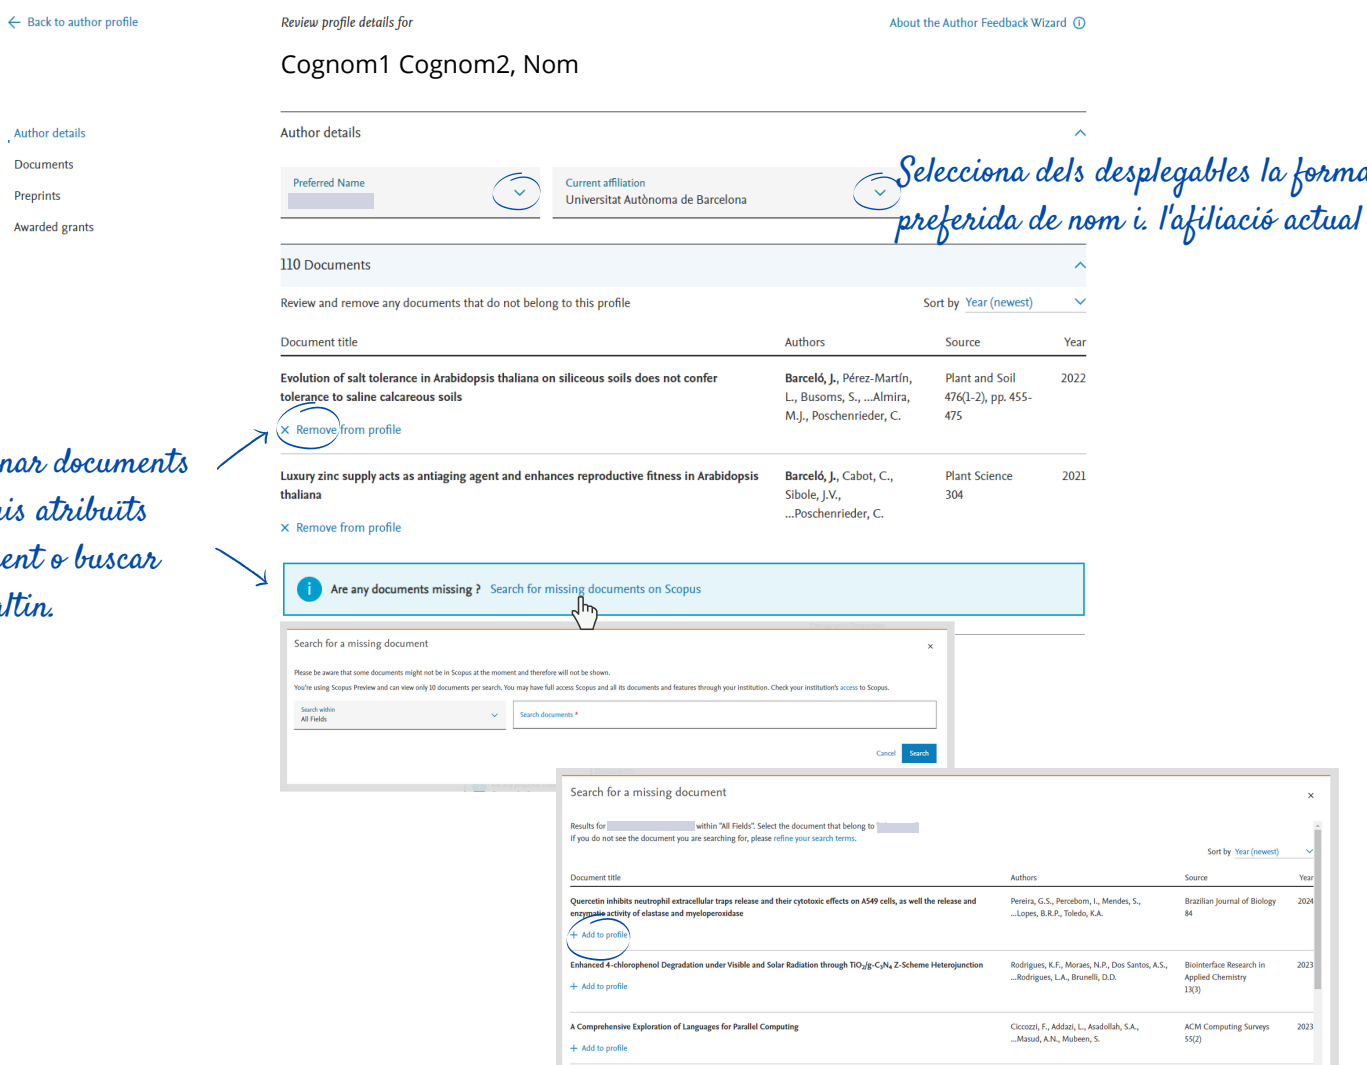 ← Back to author profile
Review profile details for
About the Author Feedback Wizard
Cognom1 Cognom2, Nom
Author details
Documents
Preprints
Awarded grants
Author details
Preferred Name
Current affiliation
Universitat Autònoma de Barcelona
Selecciona dels desplegables la forma
preferida de nom i. l'afiliació actual
110 Documents
Review and remove any documents that do not belong to this profile
Sort by Year (newest)
Document title Authors Source Year
Evolution of salt tolerance in Arabidopsis thaliana on siliceous soils does not confer
tolerance to saline calcareous soils
Barceló, J., Pérez-Martín,
L., Busoms, S., ...Almira,
M.J., Poschenrieder, C.
Plant and Soil
476(1-2), pp. 455-
475
2022
× Remove from profile
documents
atribuïts
o buscar
Luxury zinc supply acts as antiaging agent and enhances reproductive fitness in Arabidopsis
thaliana
Barceló, J., Cabot, C.,
Sibole, J.V.,
...Poschenrieder, C.
Plant Science
304
2021
× Remove from profile
Are any documents missing ? Search for missing documents on Scopus
Search for a missing document ×
Please be aware that some documents might not be in Scopus at the moment and therefore will not be shown.
You're using Scopus Preview and can view only 10 documents per search. You may have full access Scopus and all its documents and features through your institution. Check your institution's access to Scopus.
Search within
All Fields
Search documents *
Cancel Search
Search for a missing document ×
Results for within "All Fields". Select the document that belong to
If you do not see the document you are searching for, please refine your search terms.
Sort by Year (newest)
Document title Authors Source Year
Quercetin inhibits neutrophil extracellular traps release and their cytotoxic effects on A549 cells, as well the release and
enzymatic activity of elastase and myeloperoxidase
Pereira, G.S., Percebom, I., Mendes, S.,
...Lopes, B.R.P., Toledo, K.A.
Brazilian Journal of Biology
84
2024
+ Add to profile
Enhanced 4-chlorophenol Degradation under Visible and Solar Radiation through TiO₂/g-C₃N₄ Z-Scheme Heterojunction
Rodrigues, K.F., Moraes, N.P., Dos Santos, A.S.,
...Rodrigues, L.A., Brunelli, D.D.
Biointerface Research in
Applied Chemistry
13(3)
2023
+ Add to profile
A Comprehensive Exploration of Languages for Parallel Computing
Ciccozzi, F., Addazi, L., Asadollah, S.A.,
...Masud, A.N., Mubeen, S.
ACM Computing Surveys
55(2)
2023
+ Add to profile